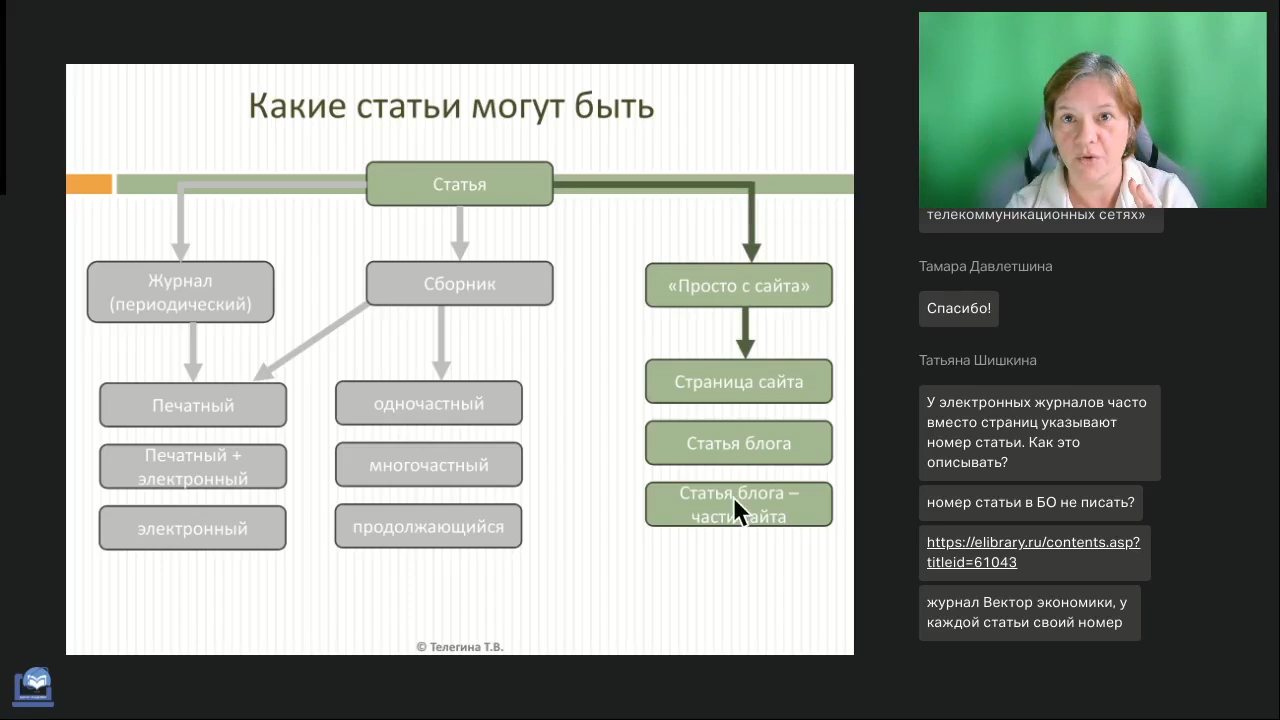 Какие статьи могут быть
Статья
Журнал
(периодический)
Сборник
«Просто с сайта»
Печатный
Печатный +
электронный
электронный
одночастный
многочастный
продолжающийся
Страница сайта
Статья блога
Статья блога –
части сайта
© Телегина Т.В.
телекоммуникационных сетях»
Тамара Давлетшина
Спасибо!
Татьяна Шишкина
У электронных журналов часто
вместо страниц указывают
номер статьи. Как это
описывать?
номер статьи в БО не писать?
https://elibrary.ru/contents.asp?
titleid=61043
журнал Вектор экономики, у
каждой статьи своий номер